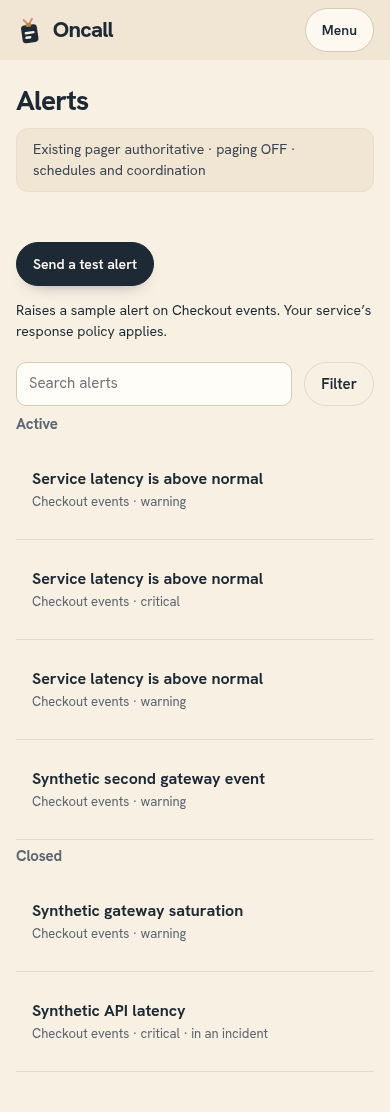 Oncall
Menu
Alerts
Existing pager authoritative · paging OFF ·
schedules and coordination
Send a test alert
Raises a sample alert on Checkout events. Your service’s
response policy applies.
Search alerts
Filter
Active
Service latency is above normal
Checkout events · warning
Service latency is above normal
Checkout events · critical
Service latency is above normal
Checkout events · warning
Synthetic second gateway event
Checkout events · warning
Closed
Synthetic gateway saturation
Checkout events · warning
Synthetic API latency
Checkout events · critical · in an incident